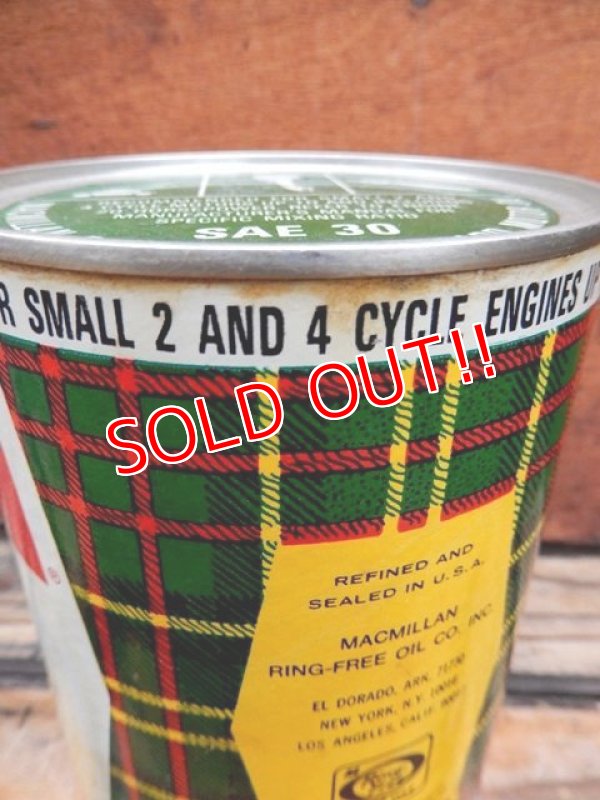 SAE 30
R SMALL 2 AND 4 CYCLE ENGINES UP
SOLD OUT!!
REFINED AND
SEALED IN U.S.A.
MACMILLAN
RING-FREE OIL CO. INC.
EL DORADO, ARK. 71730
NEW YORK, N.Y.
LOS ANGELES, CALIF.